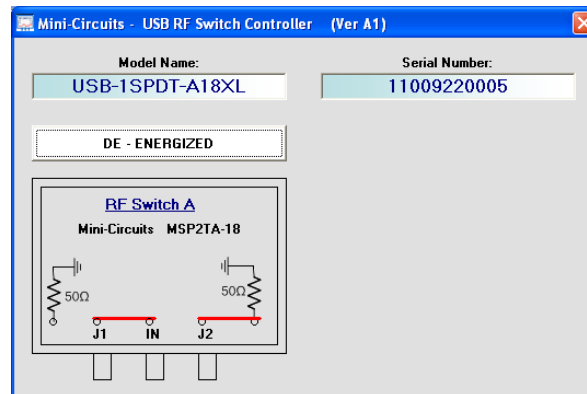 Mini-Circuits - USB RF Switch Controller (Ver A1)
Model Name:
Serial Number:
USB-1SPDT-A18XL
11009220005
DE - ENERGIZED
RF Switch A
Mini-Circuits MSP2TA-18
50Ω
50Ω
J1
IN
J2